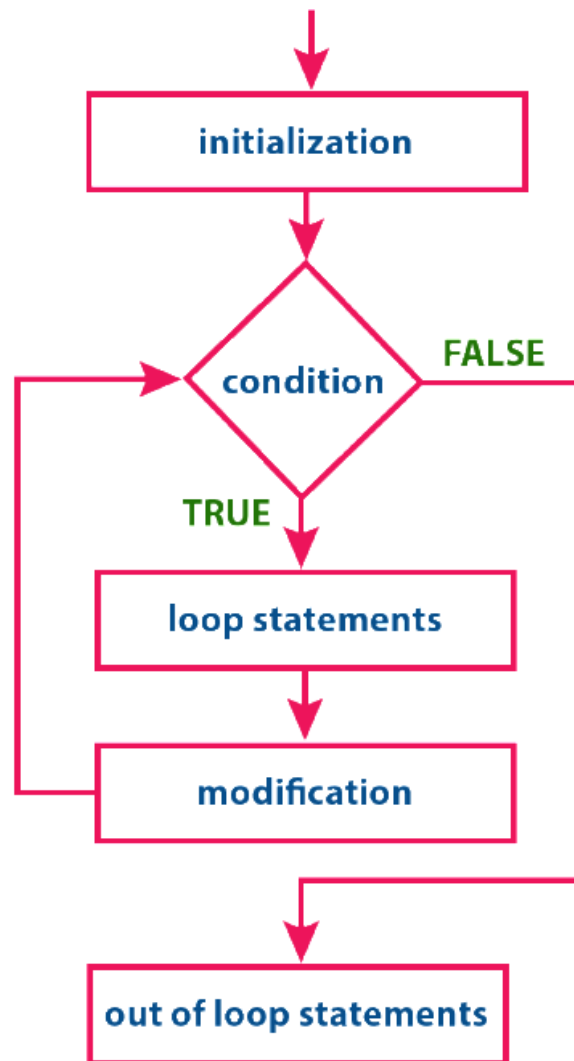 initialization
condition
FALSE
TRUE
loop statements
modification
out of loop statements